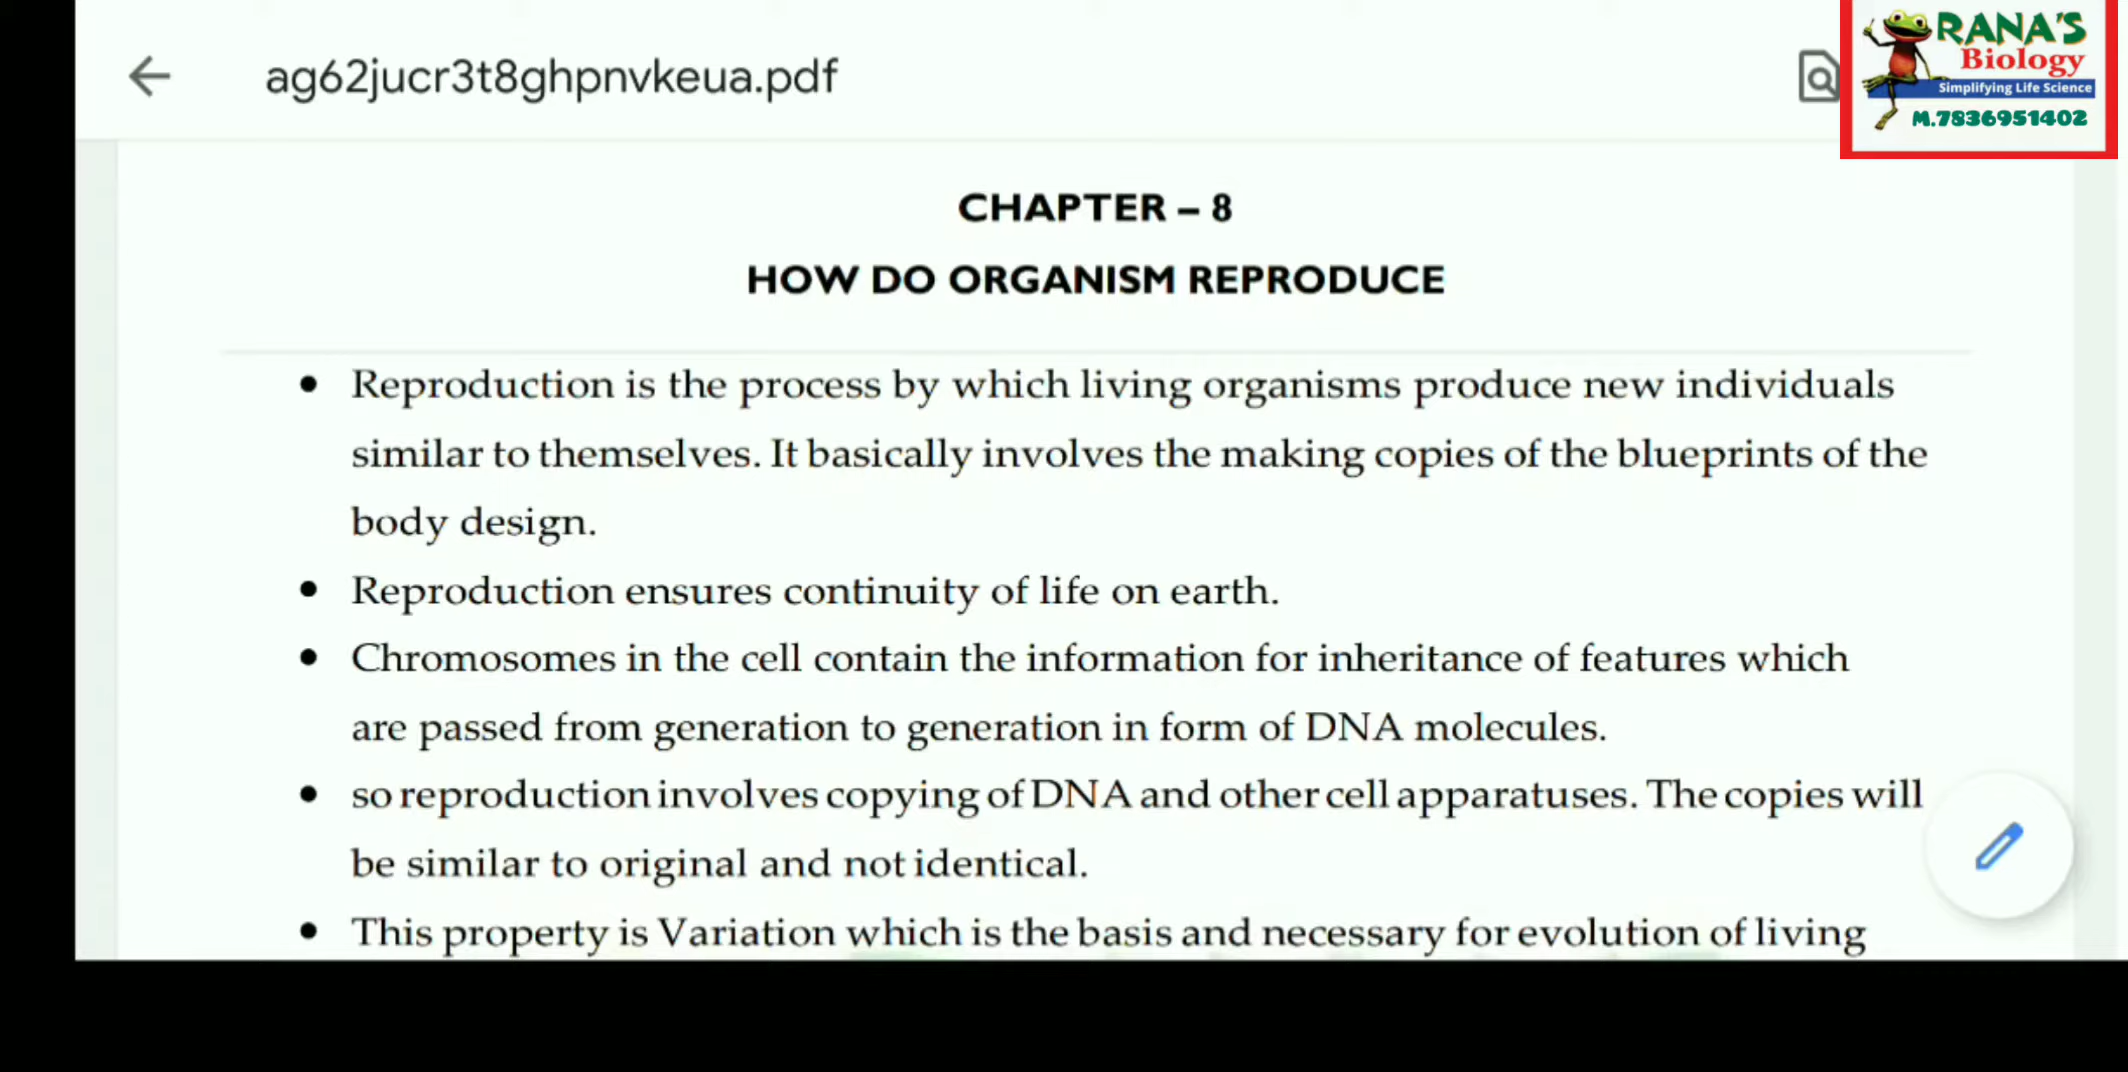 ag62jucr3t8ghpnvkeua.pdf
RANA'S
Biology
Simplifying Life Science
M.7836951402
CHAPTER – 8
HOW DO ORGANISM REPRODUCE
• Reproduction is the process by which living organisms produce new individuals
similar to themselves. It basically involves the making copies of the blueprints of the
body design.
• Reproduction ensures continuity of life on earth.
• Chromosomes in the cell contain the information for inheritance of features which
are passed from generation to generation in form of DNA molecules.
• so reproduction involves copying of DNA and other cell apparatuses. The copies will
be similar to original and not identical.
• This property is Variation which is the basis and necessary for evolution of living